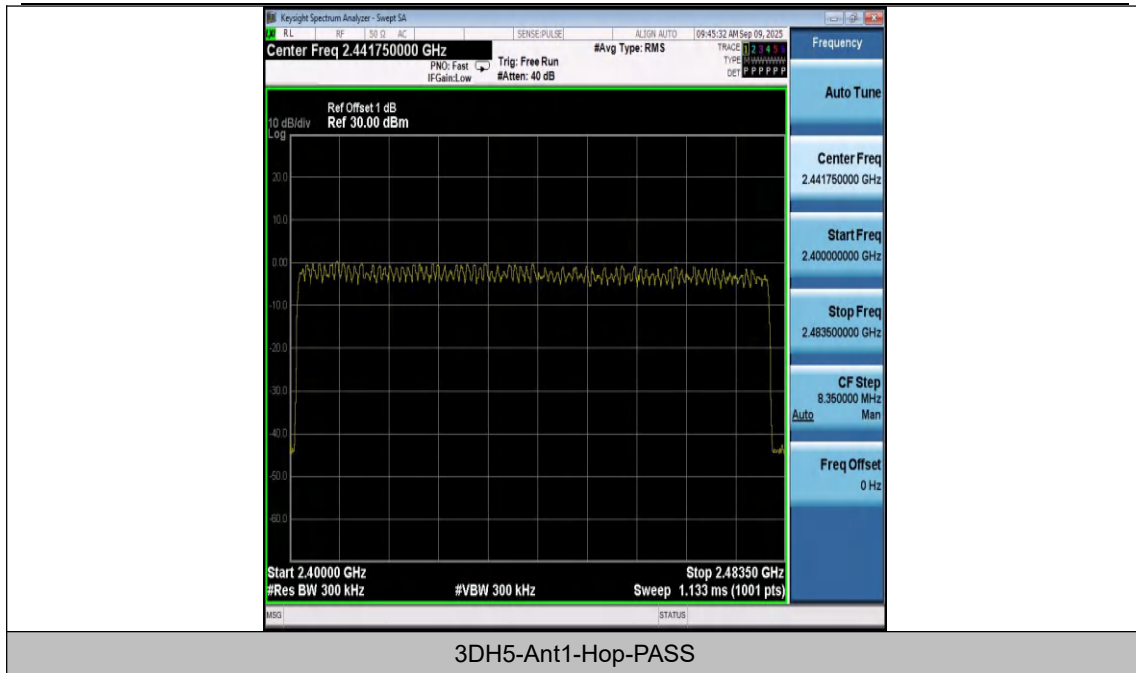 Keysight Spectrum Analyzer - Swept SA
RL RF 50 Ω AC SENSE:PULSE ALIGN AUTO 09:45:32 AM Sep 09, 2025
Center Freq 2.441750000 GHz
#Avg Type: RMS
TRACE 1 2 3 4 5 6
PNO: Fast Trig: Free Run
TYPE M W W W W W
IFGain:Low #Atten: 40 dB
DET P P P P P P
Ref Offset 1 dB
10 dB/div Ref 30.00 dBm
Log
20.0
10.0
0.00
-10.0
-20.0
-30.0
-40.0
-50.0
-60.0
Start 2.40000 GHz Stop 2.48350 GHz
#Res BW 300 kHz #VBW 300 kHz Sweep 1.133 ms (1001 pts)
MSG STATUS
Frequency
Auto Tune
Center Freq
2.441750000 GHz
Start Freq
2.400000000 GHz
Stop Freq
2.483500000 GHz
CF Step
8.350000 MHz
Auto Man
Freq Offset
0 Hz
3DH5-Ant1-Hop-PASS